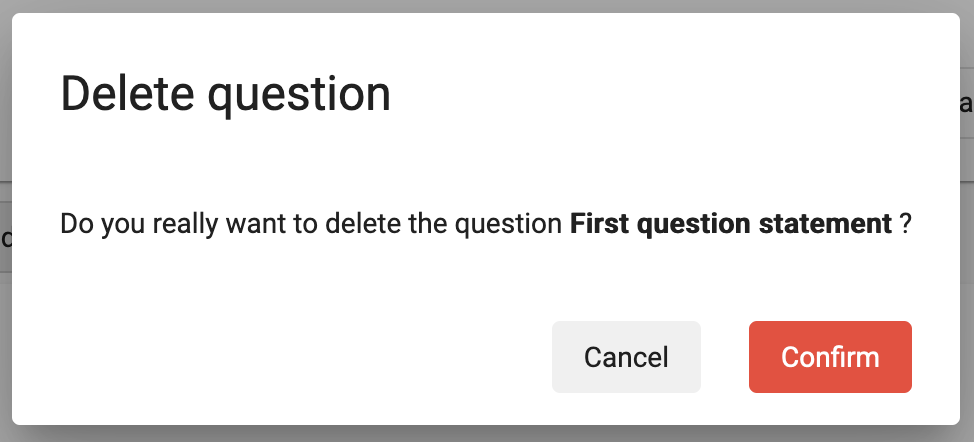 Delete question
Do you really want to delete the question First question statement ?
Cancel
Confirm